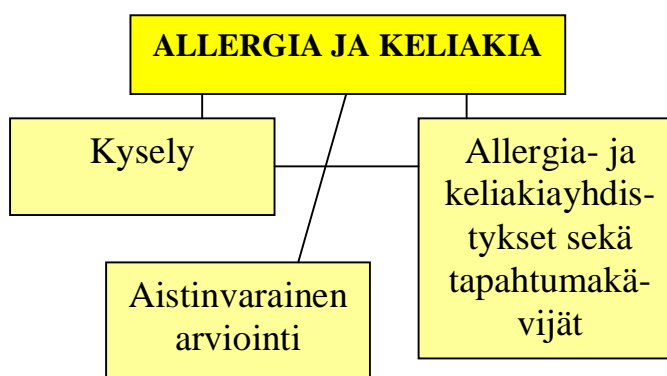 ALLERGIA JA KELIAKIA
Kysely
Allergia- ja
keliakiayhdis-
tykset sekä
tapahtumakä-
vijät
Aistinvarainen
arviointi